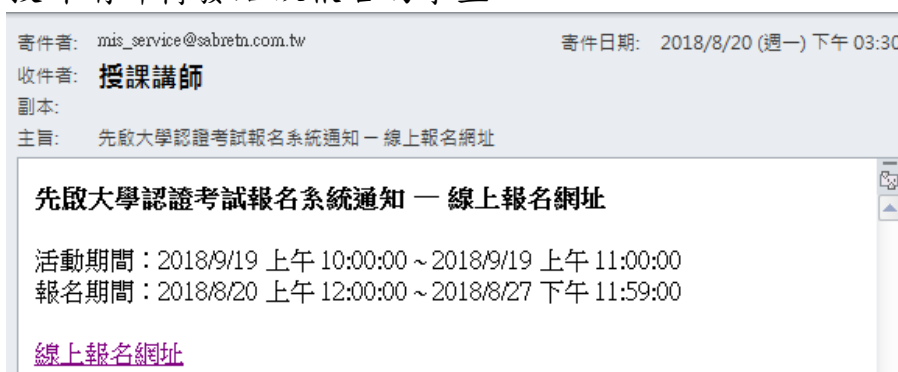 寄件者: mis_service@sabretn.com.tw 寄件日期: 2018/8/20 (週一) 下午 03:30
收件者: 授課講師
副本:
主旨: 先啟大學認證考試報名系統通知 — 線上報名網址
先啟大學認證考試報名系統通知 — 線上報名網址
活動期間：2018/9/19 上午 10:00:00 ~ 2018/9/19 上午 11:00:00
報名期間：2018/8/20 上午 12:00:00 ~ 2018/8/27 下午 11:59:00
線上報名網址